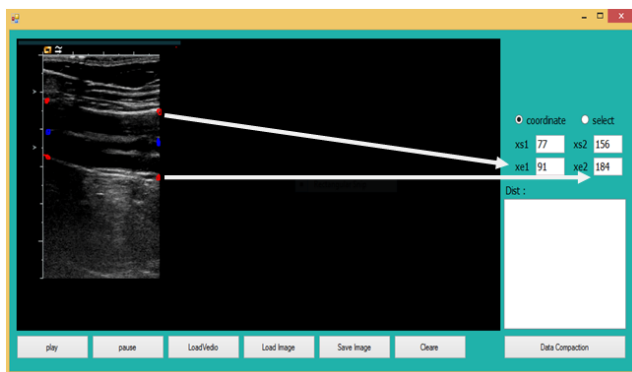 coordinate select
xs1 77 xs2 156
xe1 91 xe2 184
Dist :
play pause LoadVedio Load Image Save Image Cleare Data Compaction